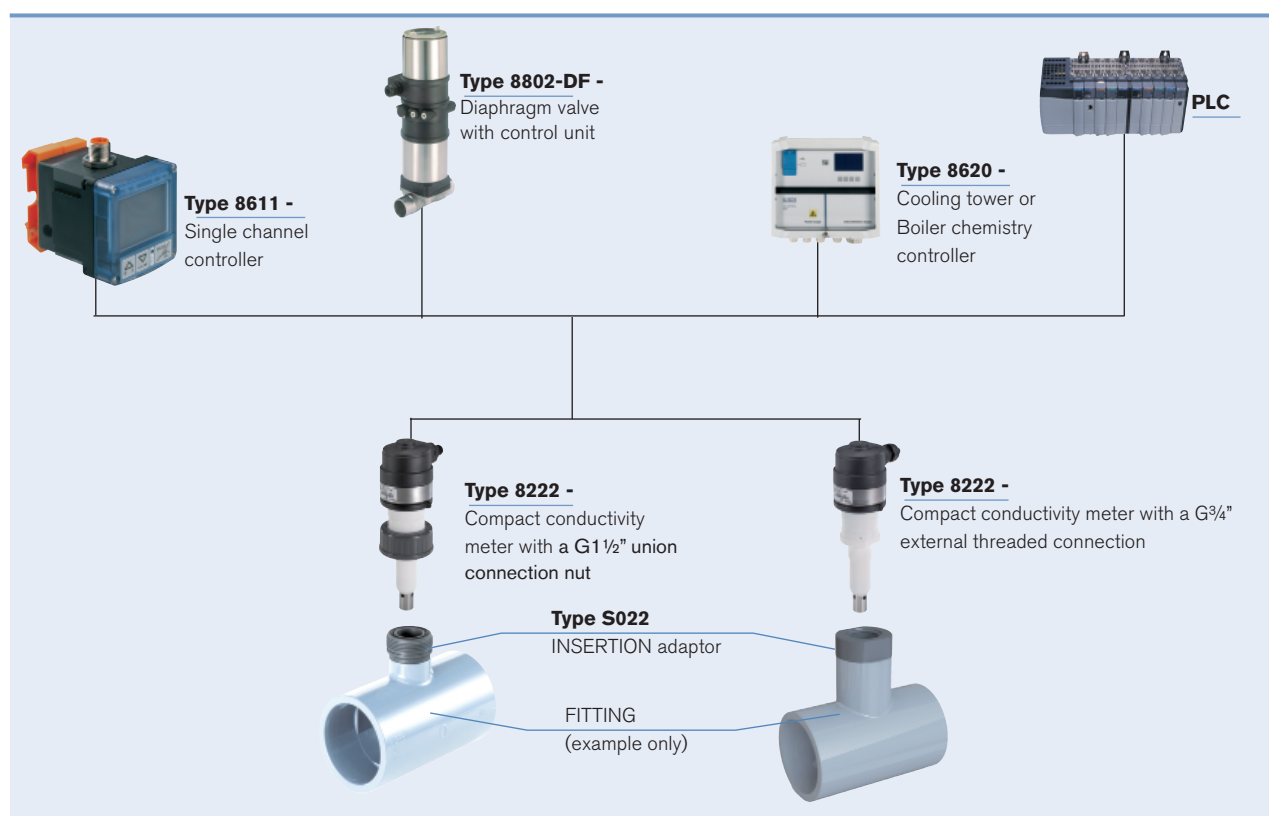 Type 8802-DF -
Diaphragm valve
with control unit
PLC
Type 8611 -
Single channel
controller
Type 8620 -
Cooling tower or
Boiler chemistry
controller
Type 8222 -
Compact conductivity
meter with a G1½” union
connection nut
Type 8222 -
Compact conductivity meter with a G¾”
external threaded connection
Type S022
INSERTION adaptor
FITTING
(example only)